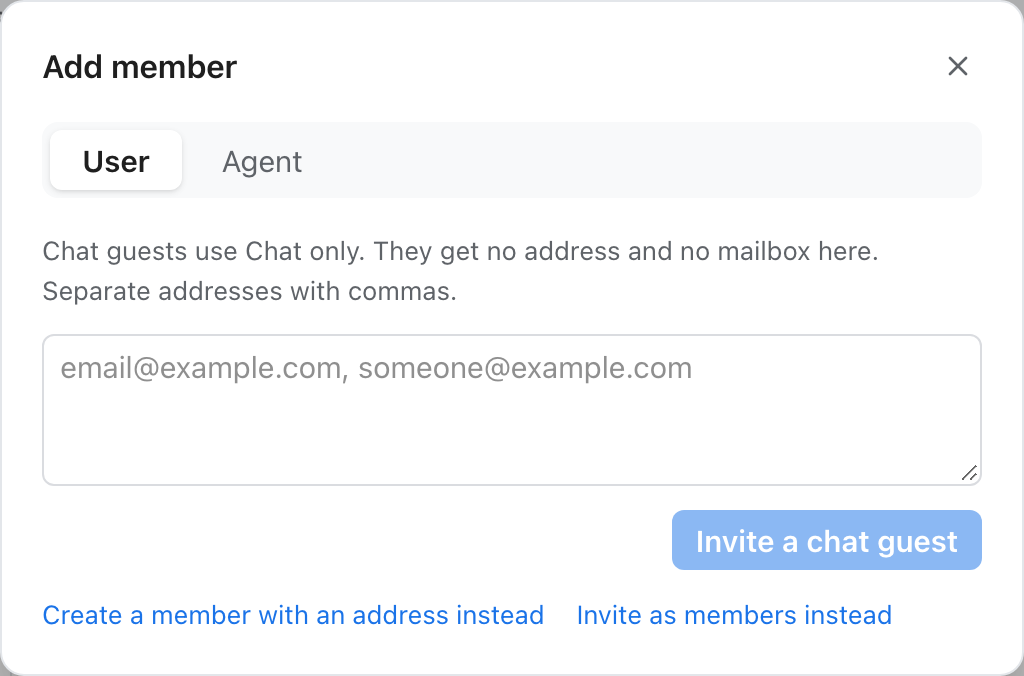 Add member
User
Agent
Chat guests use Chat only. They get no address and no mailbox here.
Separate addresses with commas.
email@example.com, someone@example.com
Invite a chat guest
Create a member with an address instead
Invite as members instead